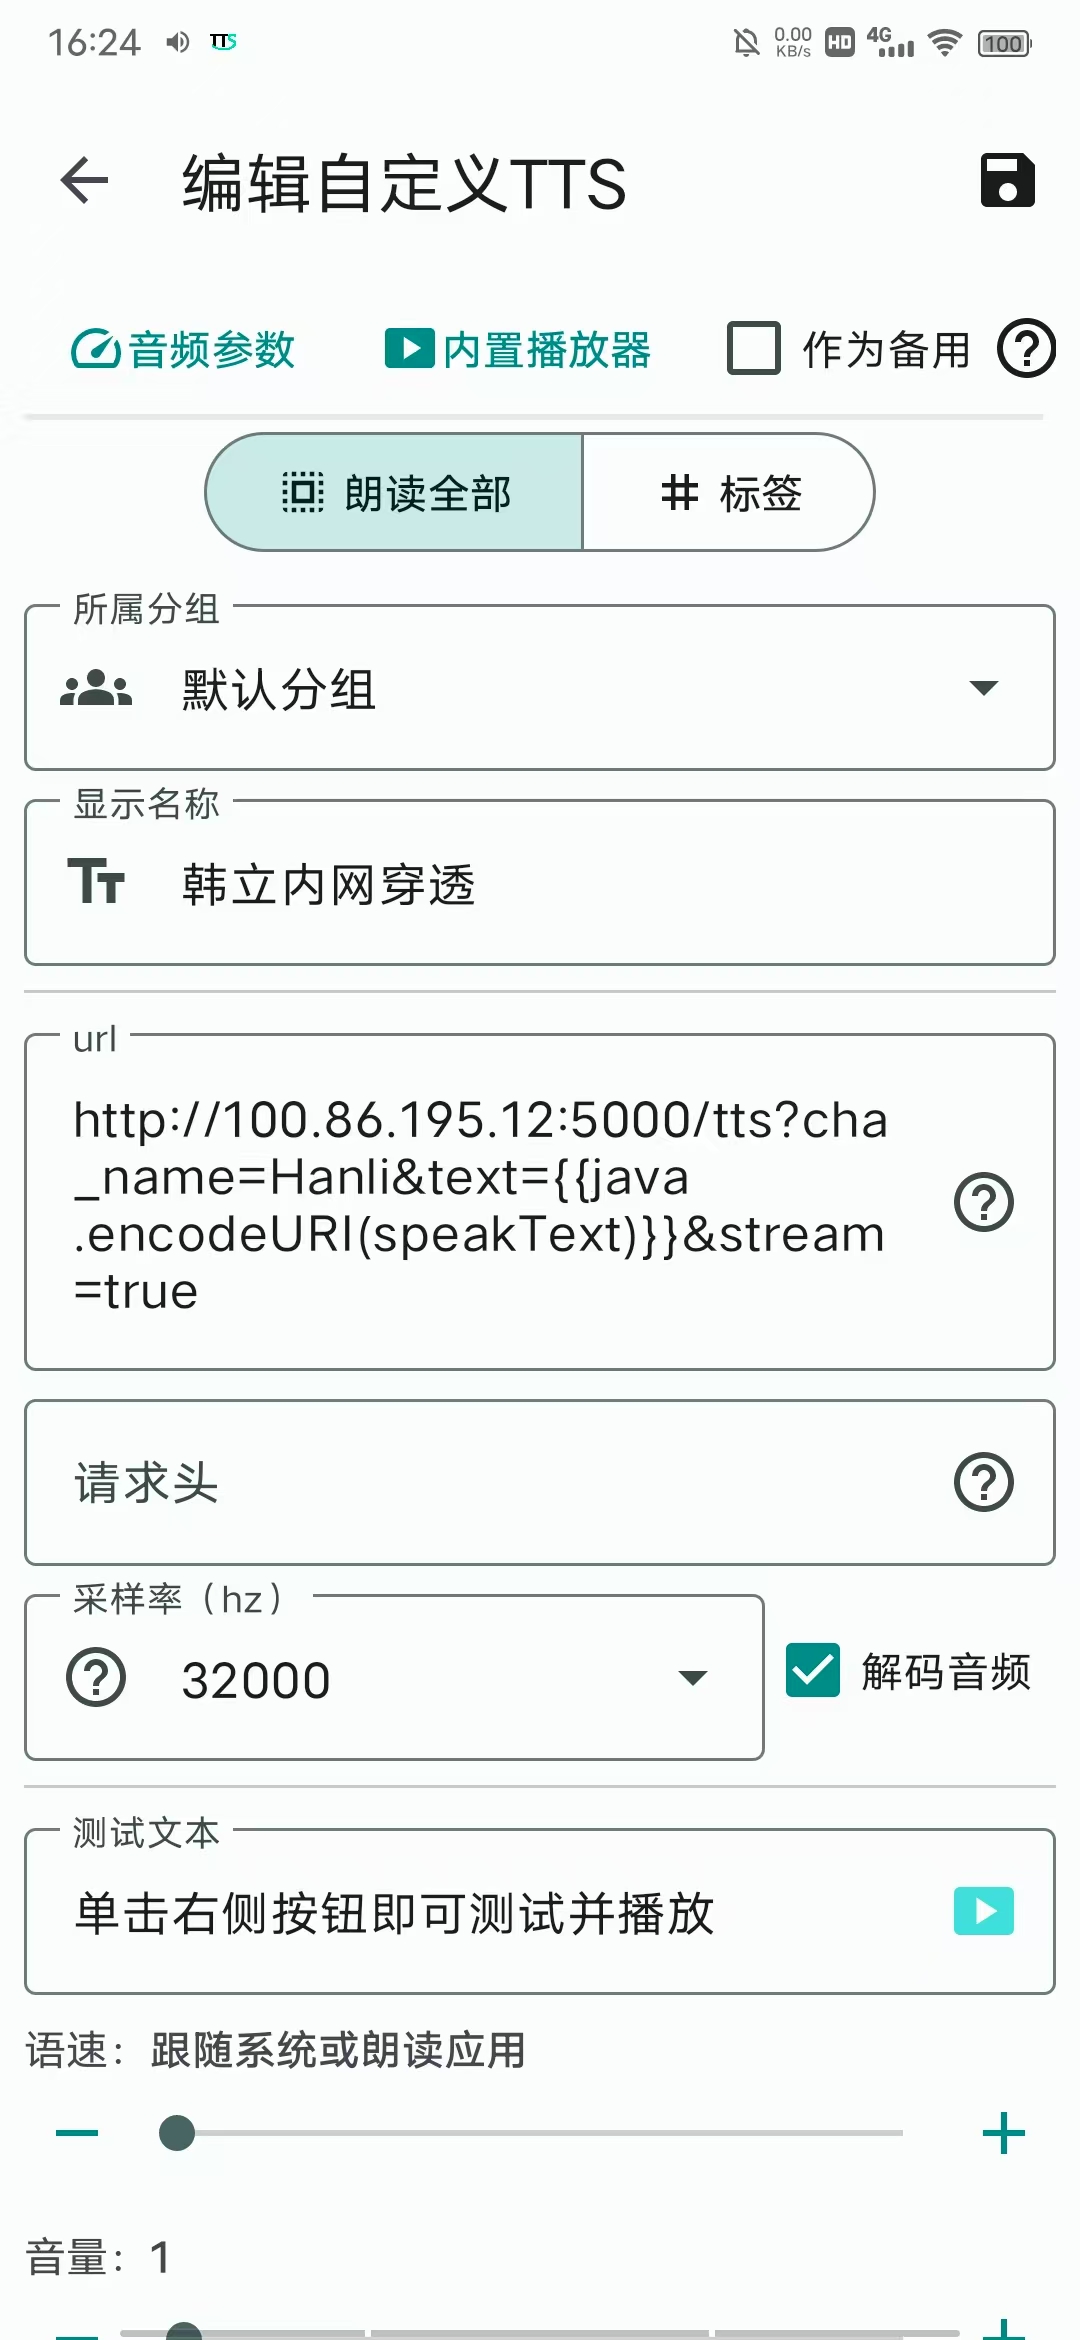 16:24 TTS 0.00 KB/s HD 4G 100
编辑自定义TTS
音频参数 内置播放器 作为备用
朗读全部 标签
所属分组
默认分组
显示名称
Tт 韩立内网穿透
url
http://100.86.195.12:5000/tts?cha
_name=Hanli&text={{java
.encodeURI(speakText)}}&stream
=true
请求头
采样率（hz）
32000 解码音频
测试文本
单击右侧按钮即可测试并播放
语速：跟随系统或朗读应用
音量：1